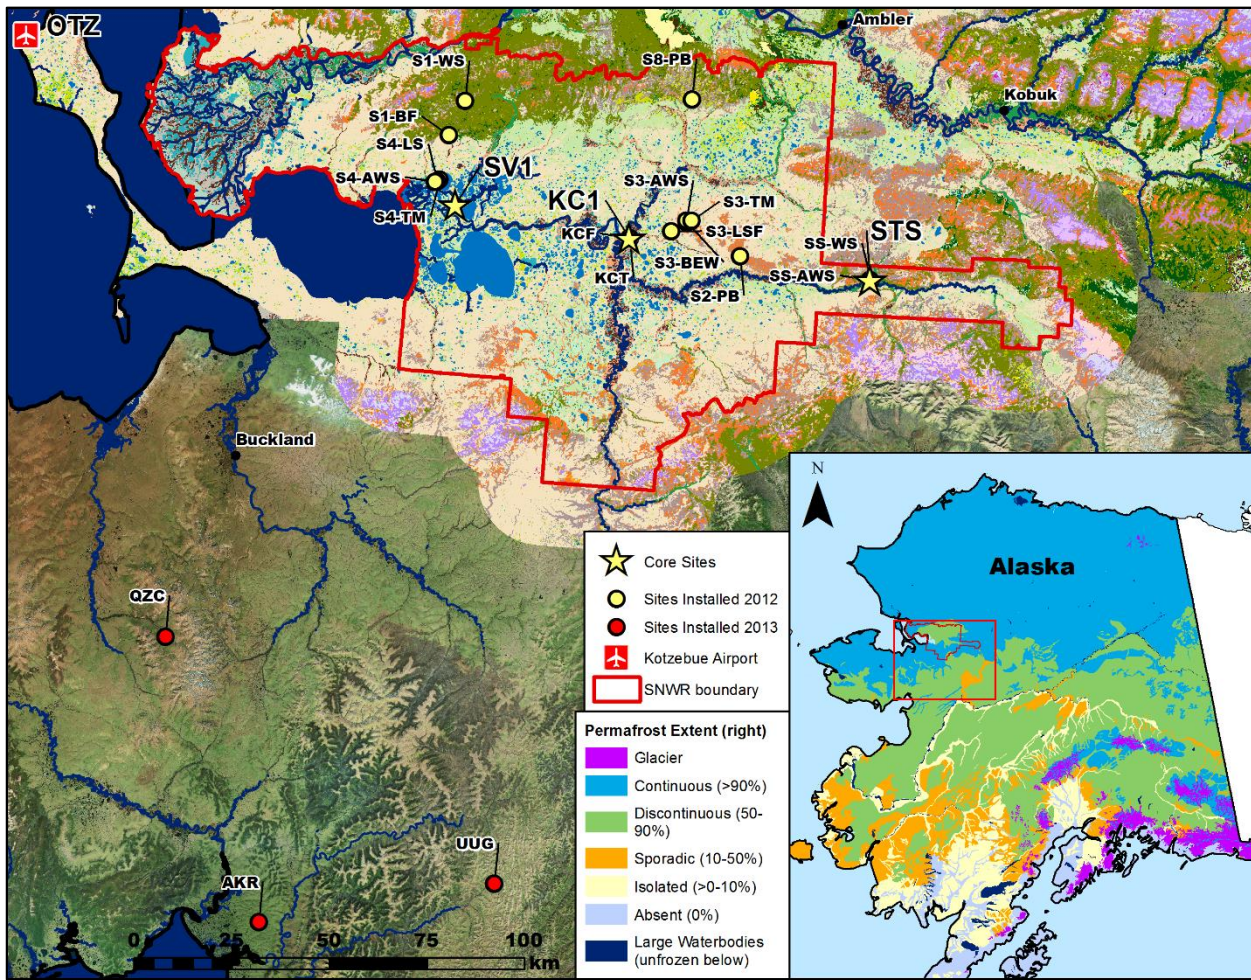 OTZ
Ambler
S1-WS
S8-PB
Kobuk
S1-BF
S4-LS
SV1
S4-AWS
KC1
S3-AWS
S3-TM
S4-TM
KCF
S3-LSF
SS-WS
STS
KCT
S3-BEW
SS-AWS
S2-PB
Buckland
QZC
UUG
AKR
0 25 50 75 100
km
Core Sites
Sites Installed 2012
Sites Installed 2013
Kotzebue Airport
SNWR boundary
Permafrost Extent (right)
Glacier
Continuous (>90%)
Discontinuous (50-
90%)
Sporadic (10-50%)
Isolated (>0-10%)
Absent (0%)
Large Waterbodies
(unfrozen below)
N
Alaska